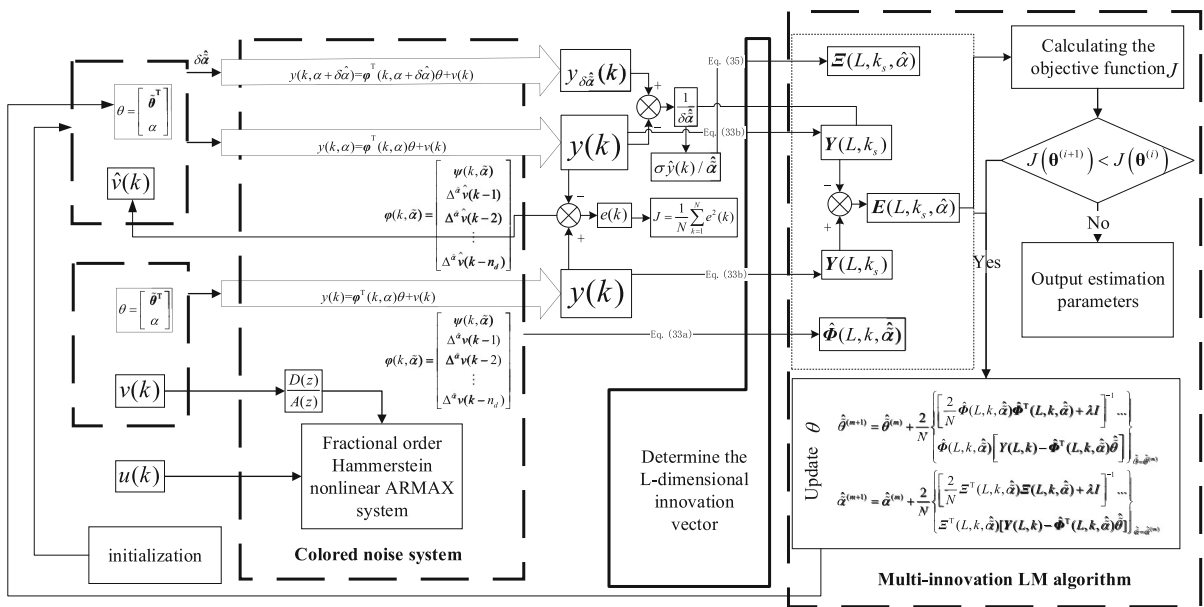 δα̃̂
y(k,α+δα̂)=φᵀ(k,α+δα̂)θ+v(k)
θ = [θ̃ᵀ
α]
y(k,α)=φᵀ(k,α)θ+v(k)
v̂(k)
φ(k,α̃)= [ψ(k,α̃)
Δ^α̃ v̂(k−1)
Δ^α̃ v̂(k−2)
⋮
Δ^α̃ v̂(k−n_d)]
y_δα̃̂(k)
+
−
1/δα̃̂
y(k)
σŷ(k)/α̃̂
−
+
e(k)
J = 1/N ∑_{k=1}^{N} e²(k)
θ = [θ̃ᵀ
α]
y(k)=φᵀ(k,α)θ+v(k)
y(k)
φ(k,α̃)= [ψ(k,α̃)
Δ^α̃ v(k−1)
Δ^α̃ v(k−2)
⋮
Δ^α̃ v(k−n_d)]
v(k)
D(z)/A(z)
u(k)
Fractional order
Hammerstein
nonlinear ARMAX
system
initialization
Colored noise system
Determine the
L-dimensional
innovation
vector
Eq. (35)
Eq. (33b)
Eq. (33b)
Eq. (33a)
Ξ(L,k_s,α̂)
Y(L,k_s)
−
+
E(L,k_s,α̂)
Y(L,k_s)
Φ̂(L,k,α̃̂)
Calculating the
objective function J
J(θ^(i+1)) < J(θ^(i))
No
Yes
Output estimation
parameters
Update θ
θ̃̂^(m+1) = θ̃̂^(m) + 2/N {[2/N Φ̂(L,k,α̃̂)Φ̂ᵀ(L,k,α̃̂)+λI]^−1 ...
Φ̂(L,k,α̃̂)[Y(L,k)−Φ̂ᵀ(L,k,α̃̂)θ̃̂]}_θ̃̂=θ̃̂^(m)
α̃̂^(m+1) = α̃̂^(m) + 2/N {[2/N Ξᵀ(L,k,α̃̂)Ξ(L,k,α̃̂)+λI]^−1 ...
Ξᵀ(L,k,α̃̂)[Y(L,k)−Φ̂ᵀ(L,k,α̃̂)θ̃̂]}_α̃̂=α̃̂^(m)
Multi-innovation LM algorithm